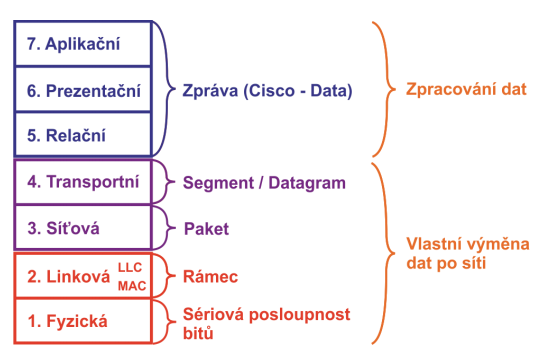 7. Aplikační
6. Prezentační
Zpráva (Cisco - Data)
Zpracování dat
5. Relační
4. Transportní
Segment / Datagram
3. Síťová
Paket
Vlastní výměna
dat po síti
2. Linková
LLC
MAC
Rámec
1. Fyzická
Sériová posloupnost
bitů